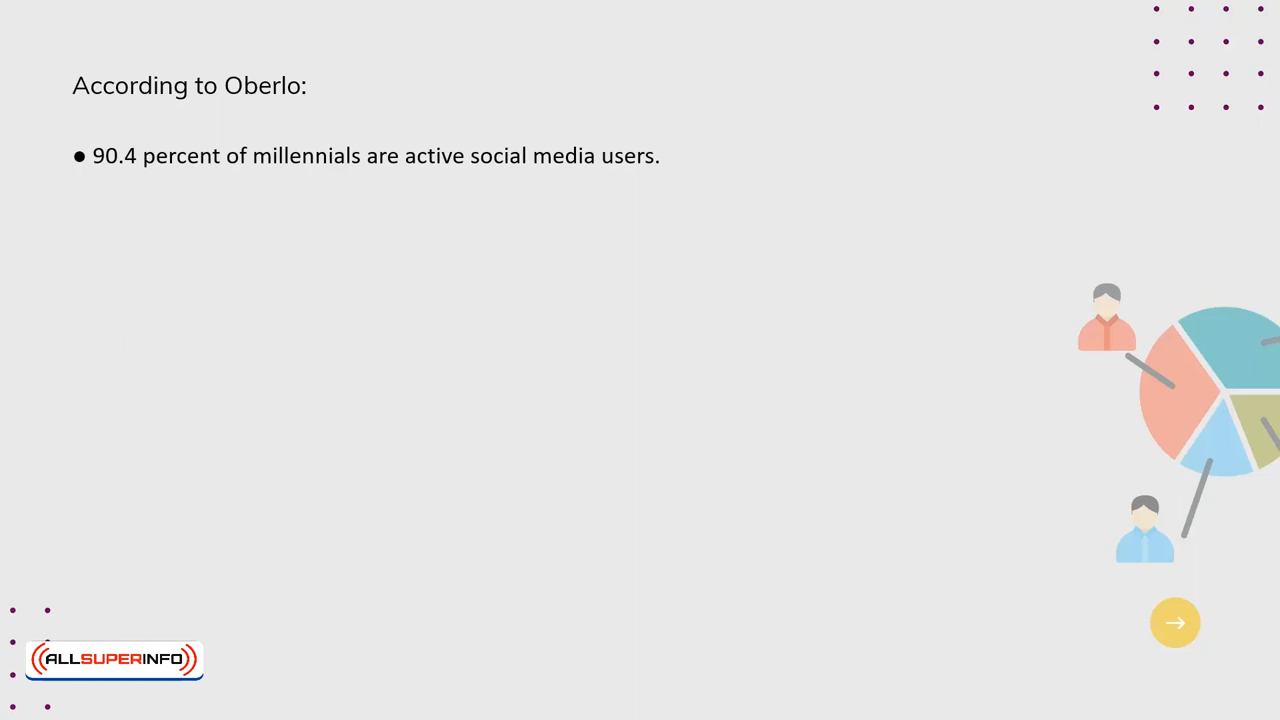 According to Oberlo:
● 90.4 percent of millennials are active social media users.
ALLSUPERINFO